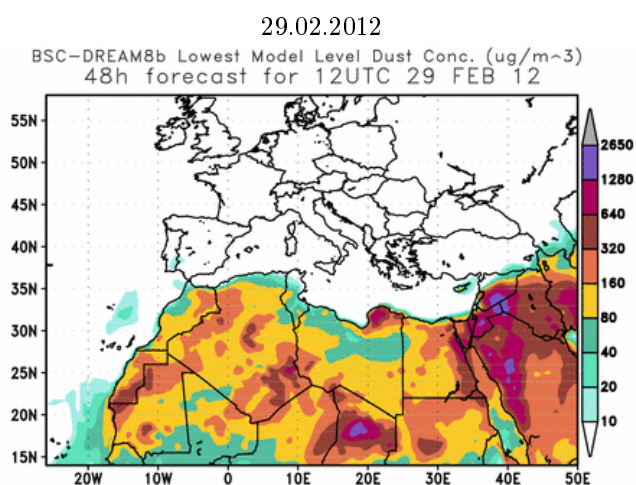 29.02.2012
BSC-DREAM8b Lowest Model Level Dust Conc. (ug/m^3)
48h forecast for 12UTC 29 FEB 12
55N
50N
45N
40N
35N
30N
25N
20N
15N
20W
10W
0
10E
20E
30E
40E
50E
2650
1280
640
320
160
80
40
20
10